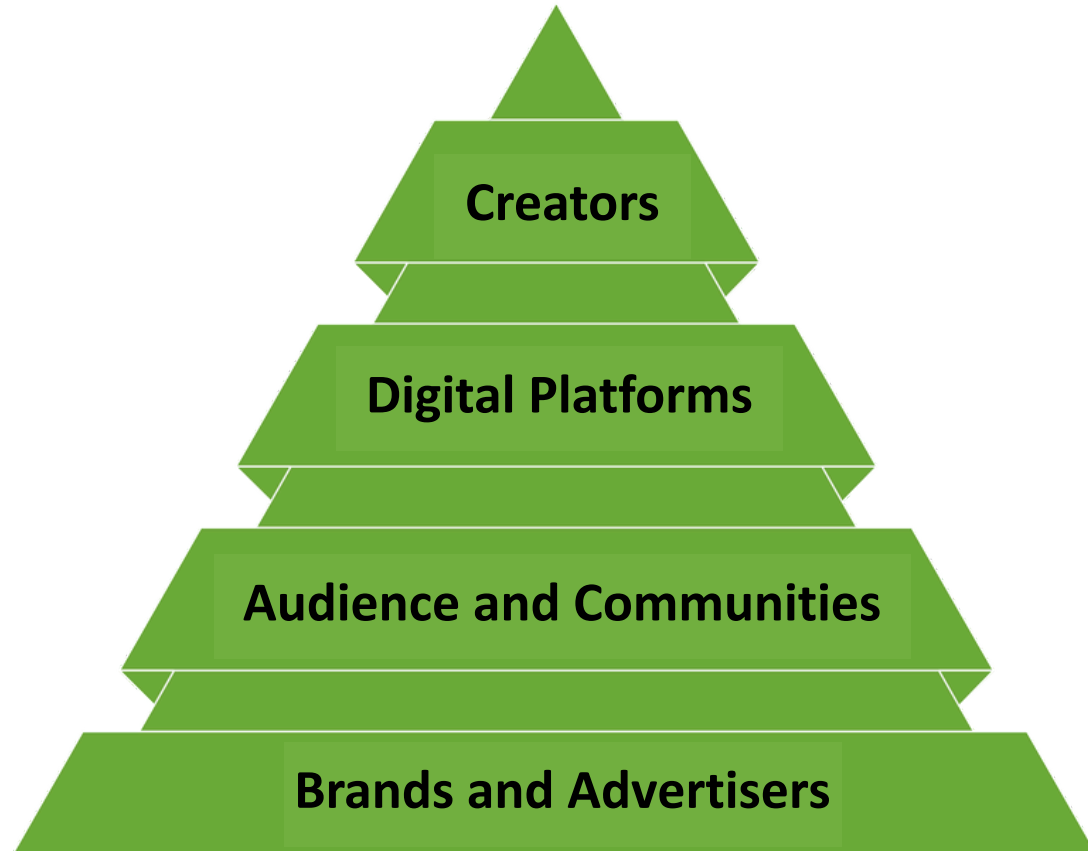 Creators
Digital Platforms
Audience and Communities
Brands and Advertisers